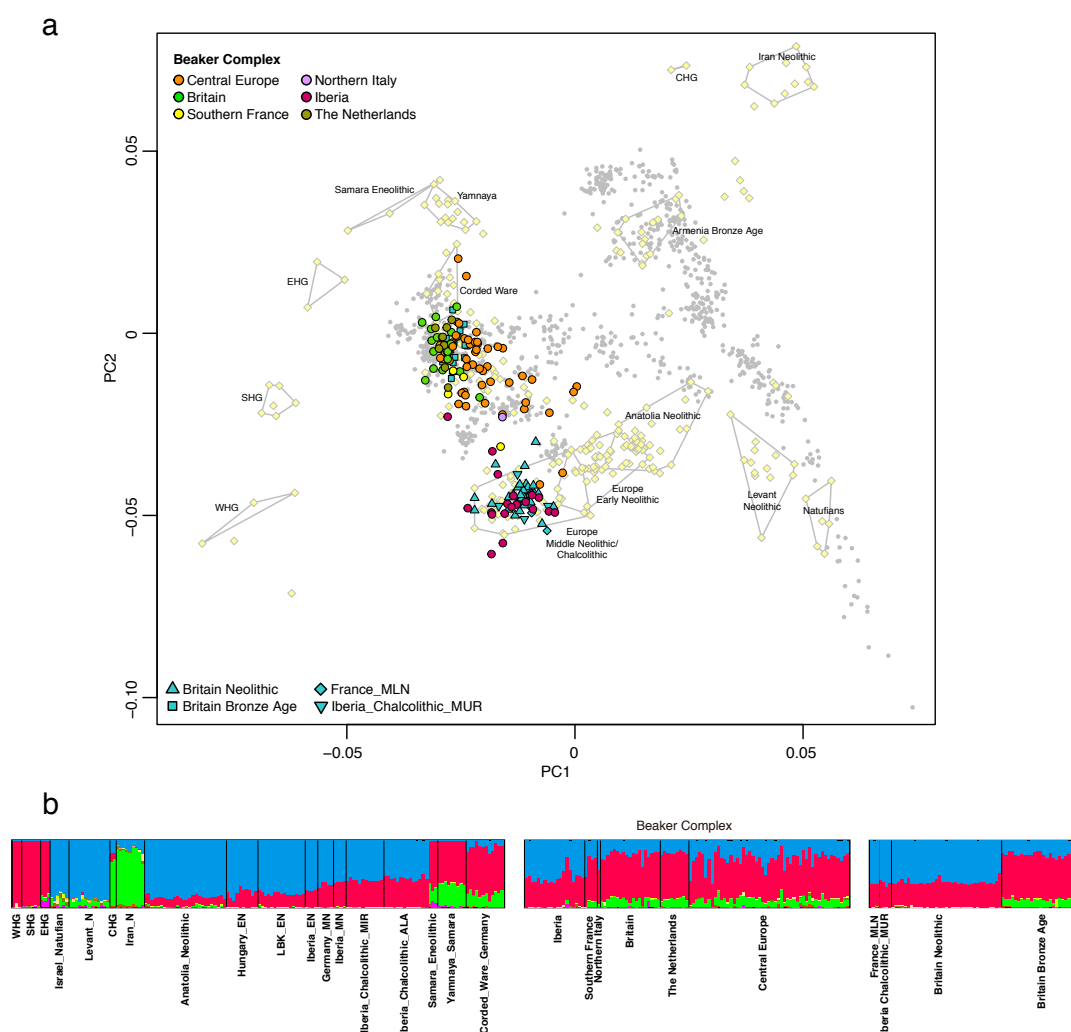 a
Beaker Complex
Central Europe
Northern Italy
Britain
Iberia
Southern France
The Netherlands
Iran Neolithic
CHG
0.05
Samara Eneolithic
Yamnaya
Armenia Bronze Age
EHG
Corded Ware
0
PC2
SHG
Anatolia Neolithic
Europe
Early Neolithic
Levant
Neolithic
Natufians
WHG
−0.05
Europe
Middle Neolithic/
Chalcolithic
Britain Neolithic
France_MLN
Britain Bronze Age
Iberia_Chalcolithic_MUR
−0.10
−0.05
0
0.05
PC1
b
Beaker Complex
WHG
SHG
EHG
Israel_Natufian
Levant_N
CHG
Iran_N
Anatolia_Neolithic
Hungary_EN
LBK_EN
Iberia_EN
Germany_MN
Iberia_MN
Iberia_Chalcolithic_MIR
Iberia_Chalcolithic_ALA
Samara_Eneolithic
Yamnaya_Samara
Corded_Ware_Germany
Iberia
Southern France
Northern Italy
Britain
The Netherlands
Central Europe
France_MLN
Iberia Chalcolithic_MUR
Britain Neolithic
Britain Bronze Age